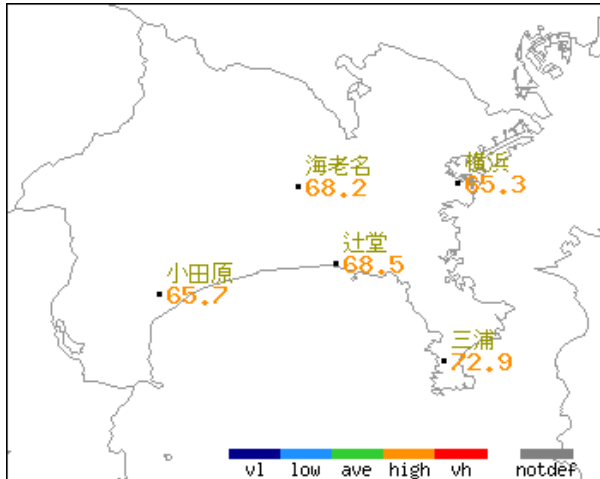 海老名
68.2
横浜
65.3
辻堂
68.5
小田原
65.7
三浦
72.9
vl low ave high vh notdef